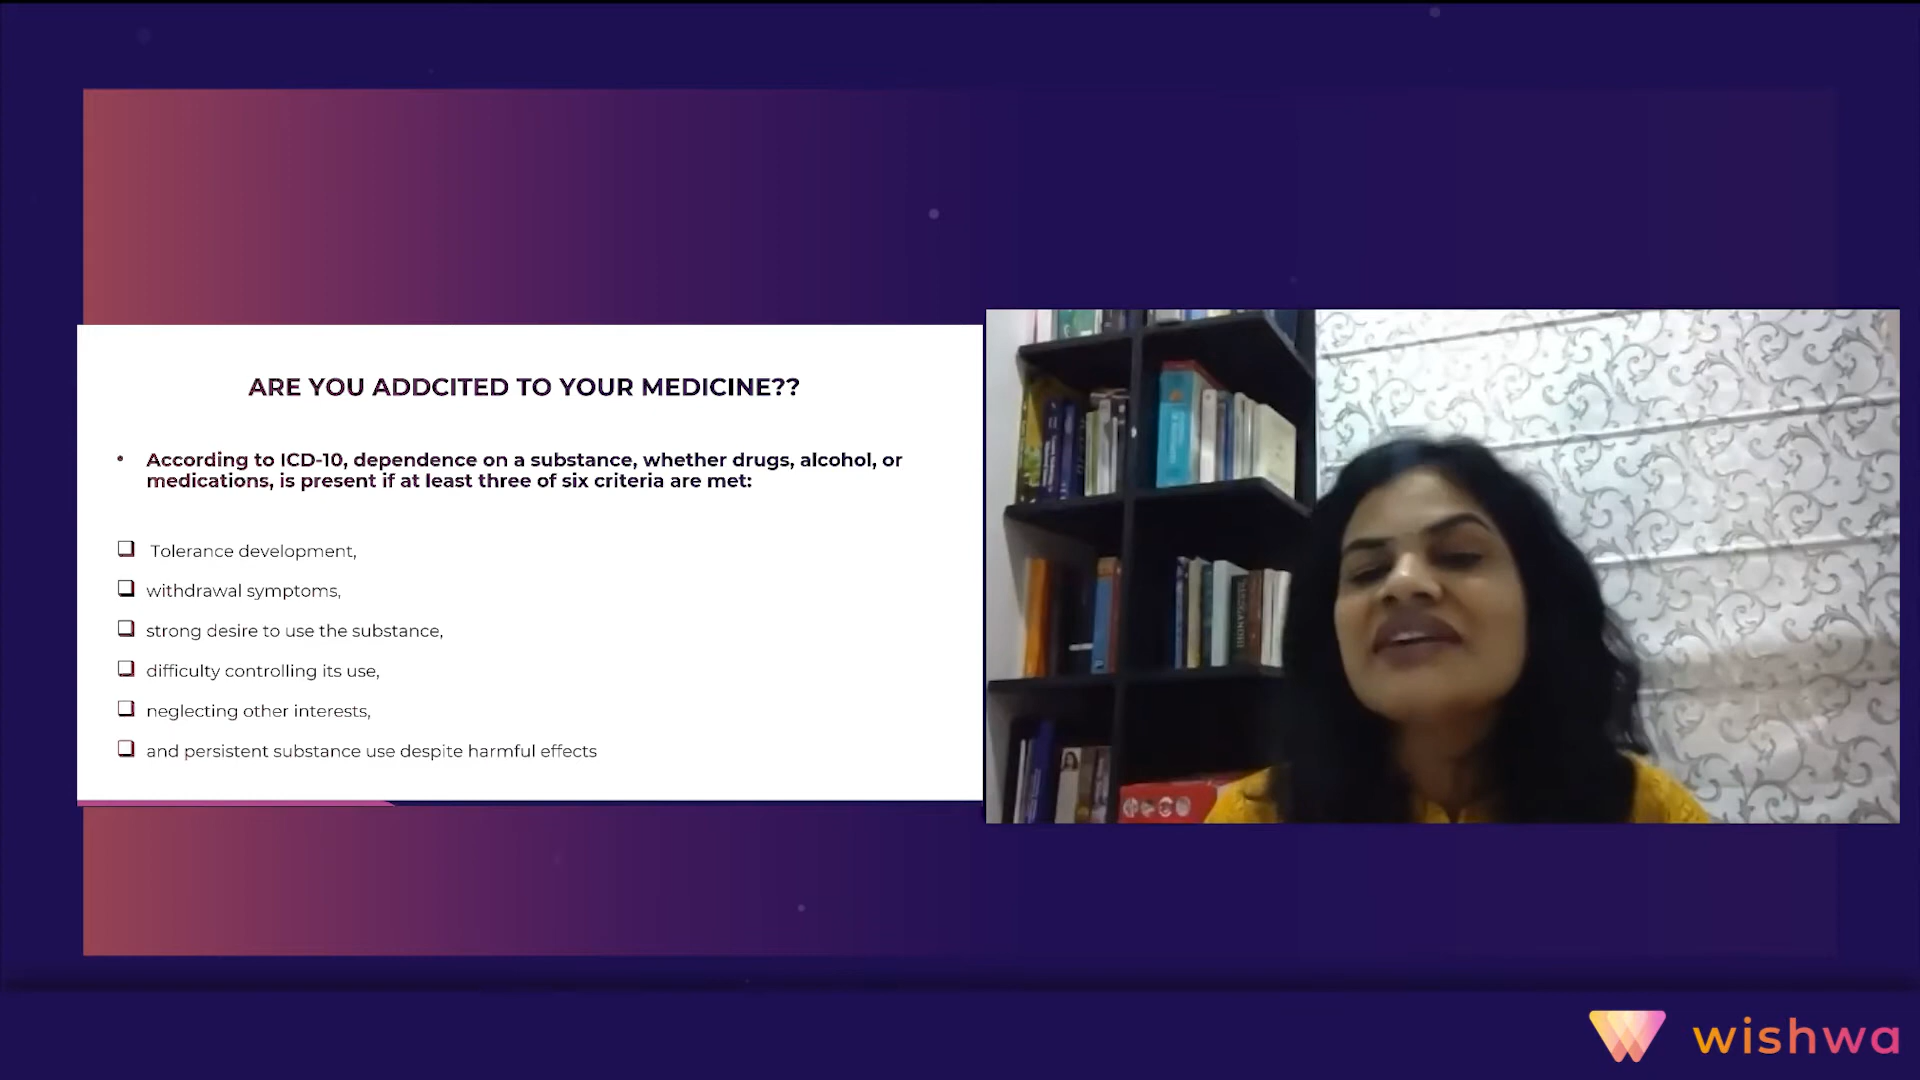 ARE YOU ADDCITED TO YOUR MEDICINE??
• According to ICD-10, dependence on a substance, whether drugs, alcohol, or
medications, is present if at least three of six criteria are met:
❑ Tolerance development,
❑ withdrawal symptoms,
❑ strong desire to use the substance,
❑ difficulty controlling its use,
❑ neglecting other interests,
❑ and persistent substance use despite harmful effects
wishwa